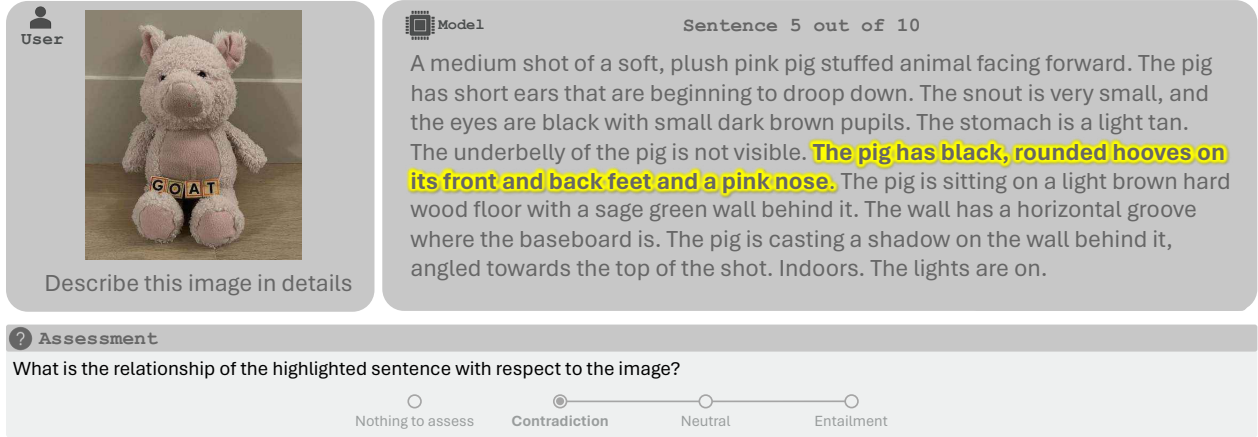 User
GOAT
Describe this image in details
Model
Sentence 5 out of 10
A medium shot of a soft, plush pink pig stuffed animal facing forward. The pig
has short ears that are beginning to droop down. The snout is very small, and
the eyes are black with small dark brown pupils. The stomach is a light tan.
The underbelly of the pig is not visible. The pig has black, rounded hooves on
its front and back feet and a pink nose. The pig is sitting on a light brown hard
wood floor with a sage green wall behind it. The wall has a horizontal groove
where the baseboard is. The pig is casting a shadow on the wall behind it,
angled towards the top of the shot. Indoors. The lights are on.
? Assessment
What is the relationship of the highlighted sentence with respect to the image?
Nothing to assess
Contradiction
Neutral
Entailment